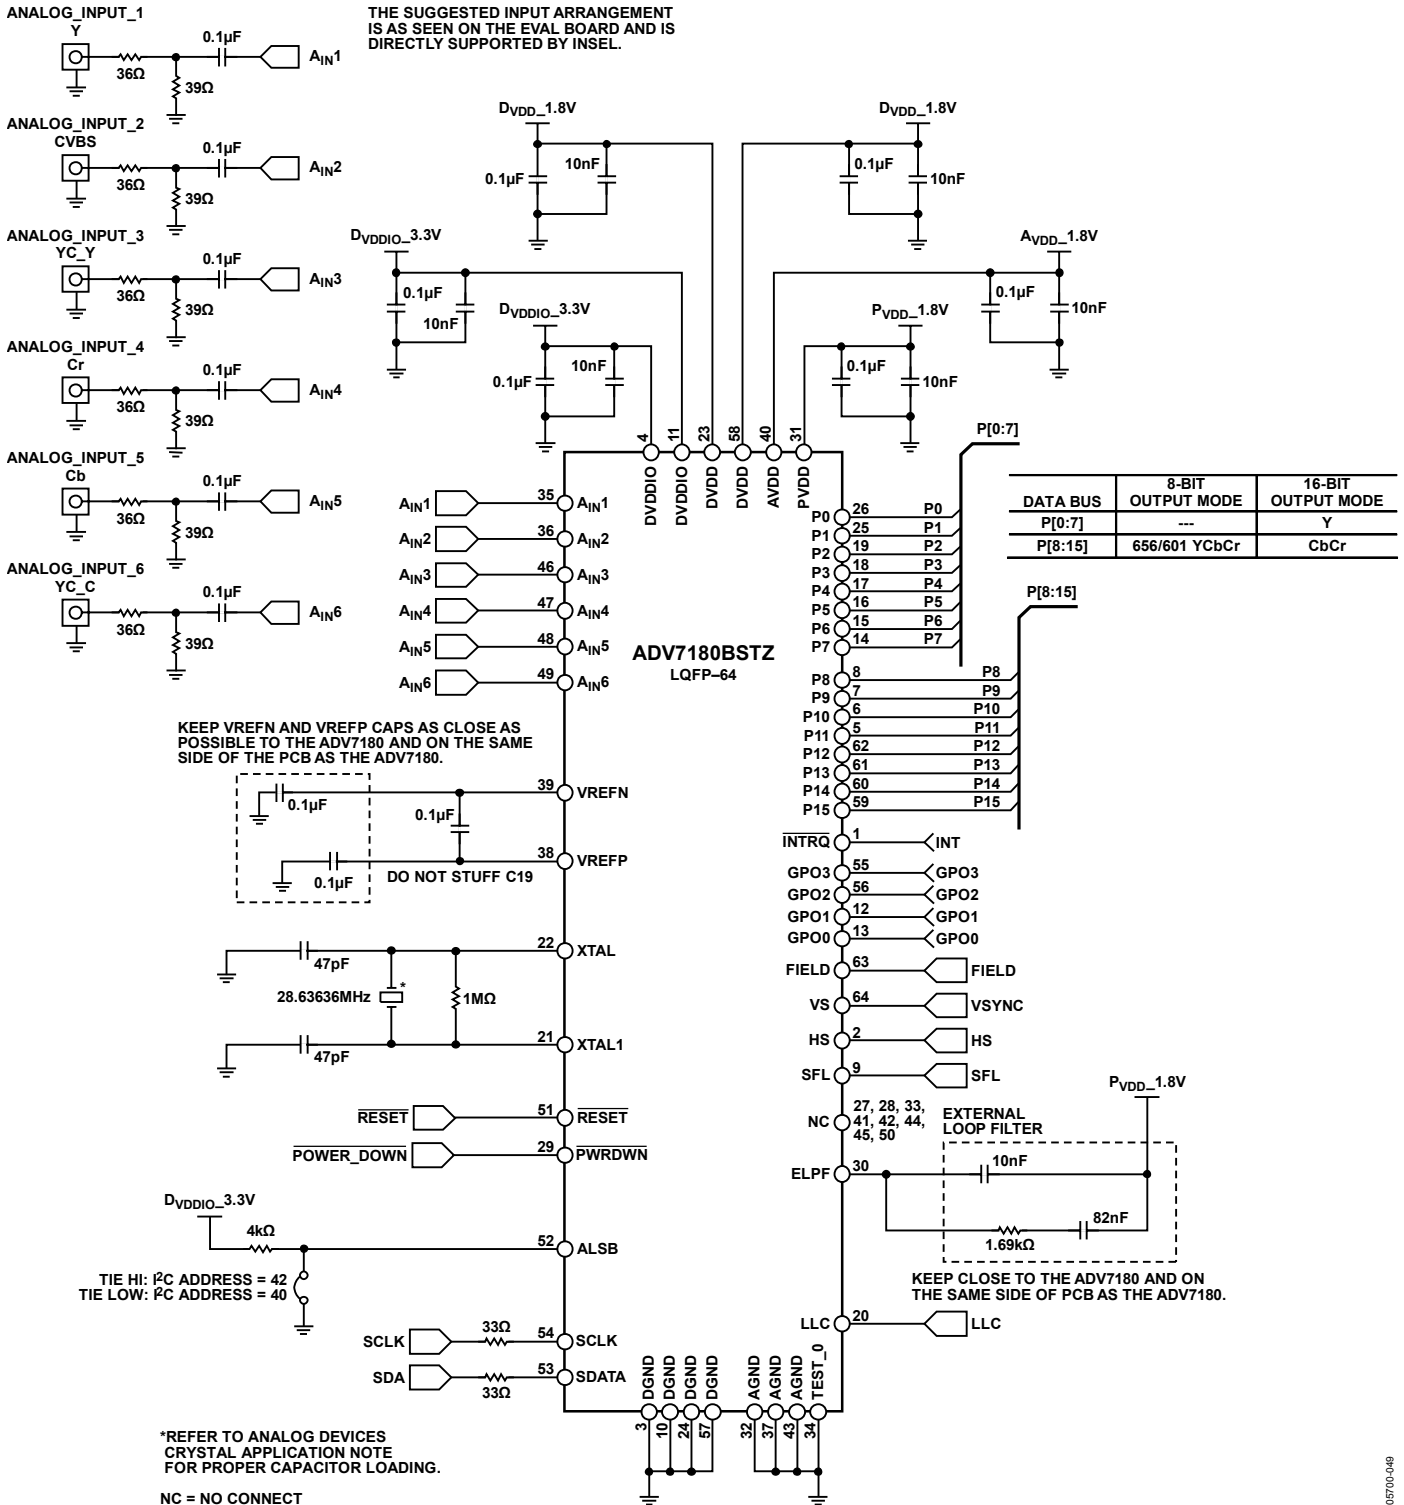 ANALOG_INPUT_1
Y
0.1µF
36Ω
39Ω
AIN1
THE SUGGESTED INPUT ARRANGEMENT
IS AS SEEN ON THE EVAL BOARD AND IS
DIRECTLY SUPPORTED BY INSEL.
ANALOG_INPUT_2
CVBS
0.1µF
36Ω
39Ω
AIN2
ANALOG_INPUT_3
YC_Y
0.1µF
36Ω
39Ω
AIN3
ANALOG_INPUT_4
Cr
0.1µF
36Ω
39Ω
AIN4
ANALOG_INPUT_5
Cb
0.1µF
36Ω
39Ω
AIN5
ANALOG_INPUT_6
YC_C
0.1µF
36Ω
39Ω
AIN6
DVDD_1.8V
0.1µF
10nF
DVDD_1.8V
0.1µF
10nF
DVDDIO_3.3V
0.1µF
10nF
DVDDIO_3.3V
0.1µF
10nF
AVDD_1.8V
0.1µF
10nF
PVDD_1.8V
0.1µF
10nF
4 DVDDIO
11 DVDDIO
23 DVDD
58 DVDD
40 AVDD
31 PVDD
P[0:7]
DATA BUS 8-BIT OUTPUT MODE 16-BIT OUTPUT MODE
P[0:7] --- Y
P[8:15] 656/601 YCbCr CbCr
P[8:15]
AIN1 35 AIN1
AIN2 36 AIN2
AIN3 46 AIN3
AIN4 47 AIN4
AIN5 48 AIN5
AIN6 49 AIN6
ADV7180BSTZ
LQFP–64
P0 26 P0
P1 25 P1
P2 19 P2
P3 18 P3
P4 17 P4
P5 16 P5
P6 15 P6
P7 14 P7
P8 8 P8
P9 7 P9
P10 6 P10
P11 5 P11
P12 62 P12
P13 61 P13
P14 60 P14
P15 59 P15
KEEP VREFN AND VREFP CAPS AS CLOSE AS
POSSIBLE TO THE ADV7180 AND ON THE SAME
SIDE OF THE PCB AS THE ADV7180.
0.1µF
39 VREFN
0.1µF
38 VREFP
0.1µF
DO NOT STUFF C19
INTRQ 1 INT
GPO3 55 GPO3
GPO2 56 GPO2
GPO1 12 GPO1
GPO0 13 GPO0
FIELD 63 FIELD
VS 64 VSYNC
HS 2 HS
SFL 9 SFL
47pF
22 XTAL
28.63636MHz
*
1MΩ
47pF
21 XTAL1
RESET 51 RESET
POWER_DOWN 29 PWRDWN
NC 27, 28, 33,
41, 42, 44,
45, 50
EXTERNAL
LOOP FILTER
PVDD_1.8V
ELPF 30
10nF
82nF
1.69kΩ
KEEP CLOSE TO THE ADV7180 AND ON
THE SAME SIDE OF PCB AS THE ADV7180.
DVDDIO_3.3V
4kΩ
52 ALSB
TIE HI: I2C ADDRESS = 42
TIE LOW: I2C ADDRESS = 40
LLC 20 LLC
SCLK 33Ω 54 SCLK
SDA 33Ω 53 SDATA
DGND 3
DGND 10
DGND 24
DGND 57
AGND 32
AGND 37
AGND 43
TEST_0 34
*REFER TO ANALOG DEVICES
CRYSTAL APPLICATION NOTE
FOR PROPER CAPACITOR LOADING.
NC = NO CONNECT
05700-049